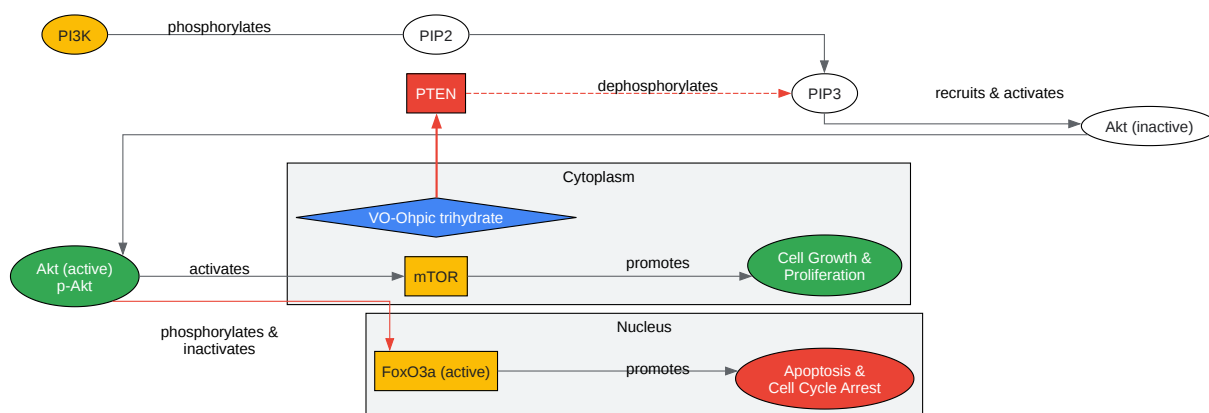 PI3K
phosphorylates
PIP2
PTEN
dephosphorylates
PIP3
recruits & activates
Akt (inactive)
Cytoplasm
VO-Ohpic trihydrate
Akt (active)
p-Akt
activates
mTOR
promotes
Cell Growth &
Proliferation
phosphorylates &
inactivates
Nucleus
FoxO3a (active)
promotes
Apoptosis &
Cell Cycle Arrest